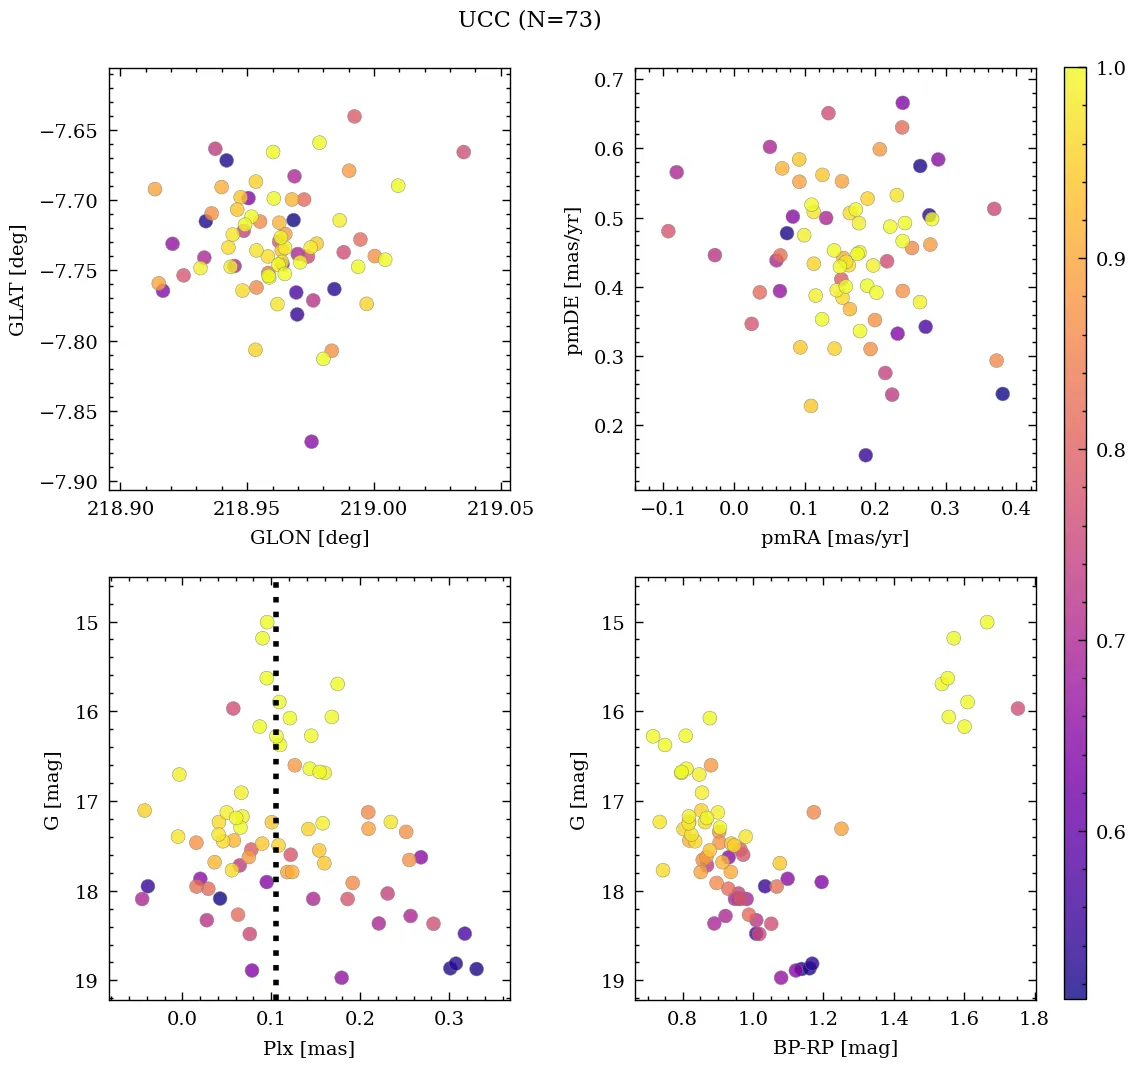 UCC (N=73)
−7.65
−7.70
−7.75
−7.80
−7.85
−7.90
GLAT [deg]
218.90 218.95 219.00 219.05
GLON [deg]
0.7
0.6
0.5
0.4
0.3
0.2
pmDE [mas/yr]
−0.1 0.0 0.1 0.2 0.3 0.4
pmRA [mas/yr]
1.0
0.9
0.8
0.7
0.6
15
16
17
18
19
G [mag]
0.0 0.1 0.2 0.3
Plx [mas]
15
16
17
18
19
G [mag]
0.8 1.0 1.2 1.4 1.6 1.8
BP-RP [mag]